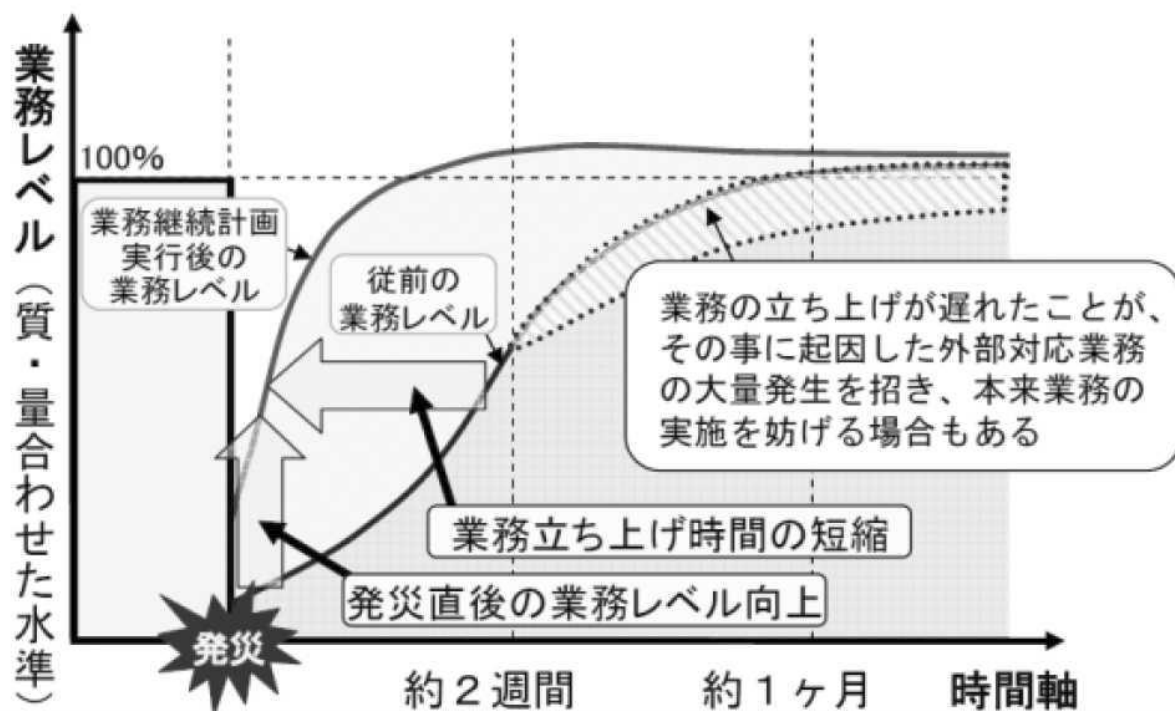 業務レベル（質・量合わせた水準）
100%
業務継続計画
実行後の
業務レベル
従前の
業務レベル
業務の立ち上げが遅れたことが、
その事に起因した外部対応業務
の大量発生を招き、本来業務の
実施を妨げる場合もある
業務立ち上げ時間の短縮
発災直後の業務レベル向上
発災
約２週間
約１ヶ月
時間軸